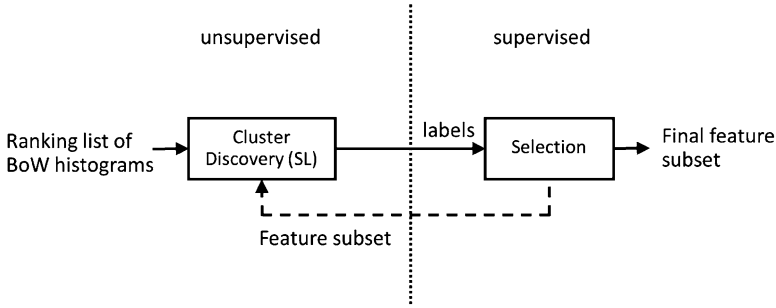 unsupervised
supervised
Ranking list of
BoW histograms
Cluster
Discovery (SL)
labels
Selection
Final feature
subset
Feature subset